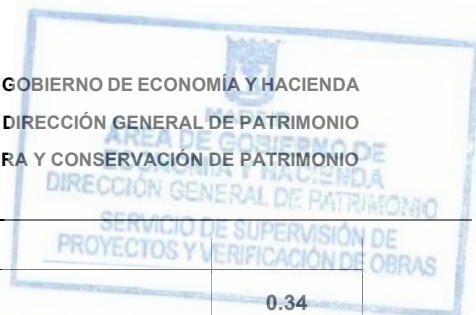 GOBIERNO DE ECONOMÍA Y HACIENDA
DIRECCIÓN GENERAL DE PATRIMONIO
RA Y CONSERVACIÓN DE PATRIMONIO
MADRID
ÁREA DE GOBIERNO DE
ECONOMÍA Y HACIENDA
DIRECCIÓN GENERAL DE PATRIMONIO
SERVICIO DE SUPERVISIÓN DE
PROYECTOS Y VERIFICACIÓN DE OBRAS
0.34